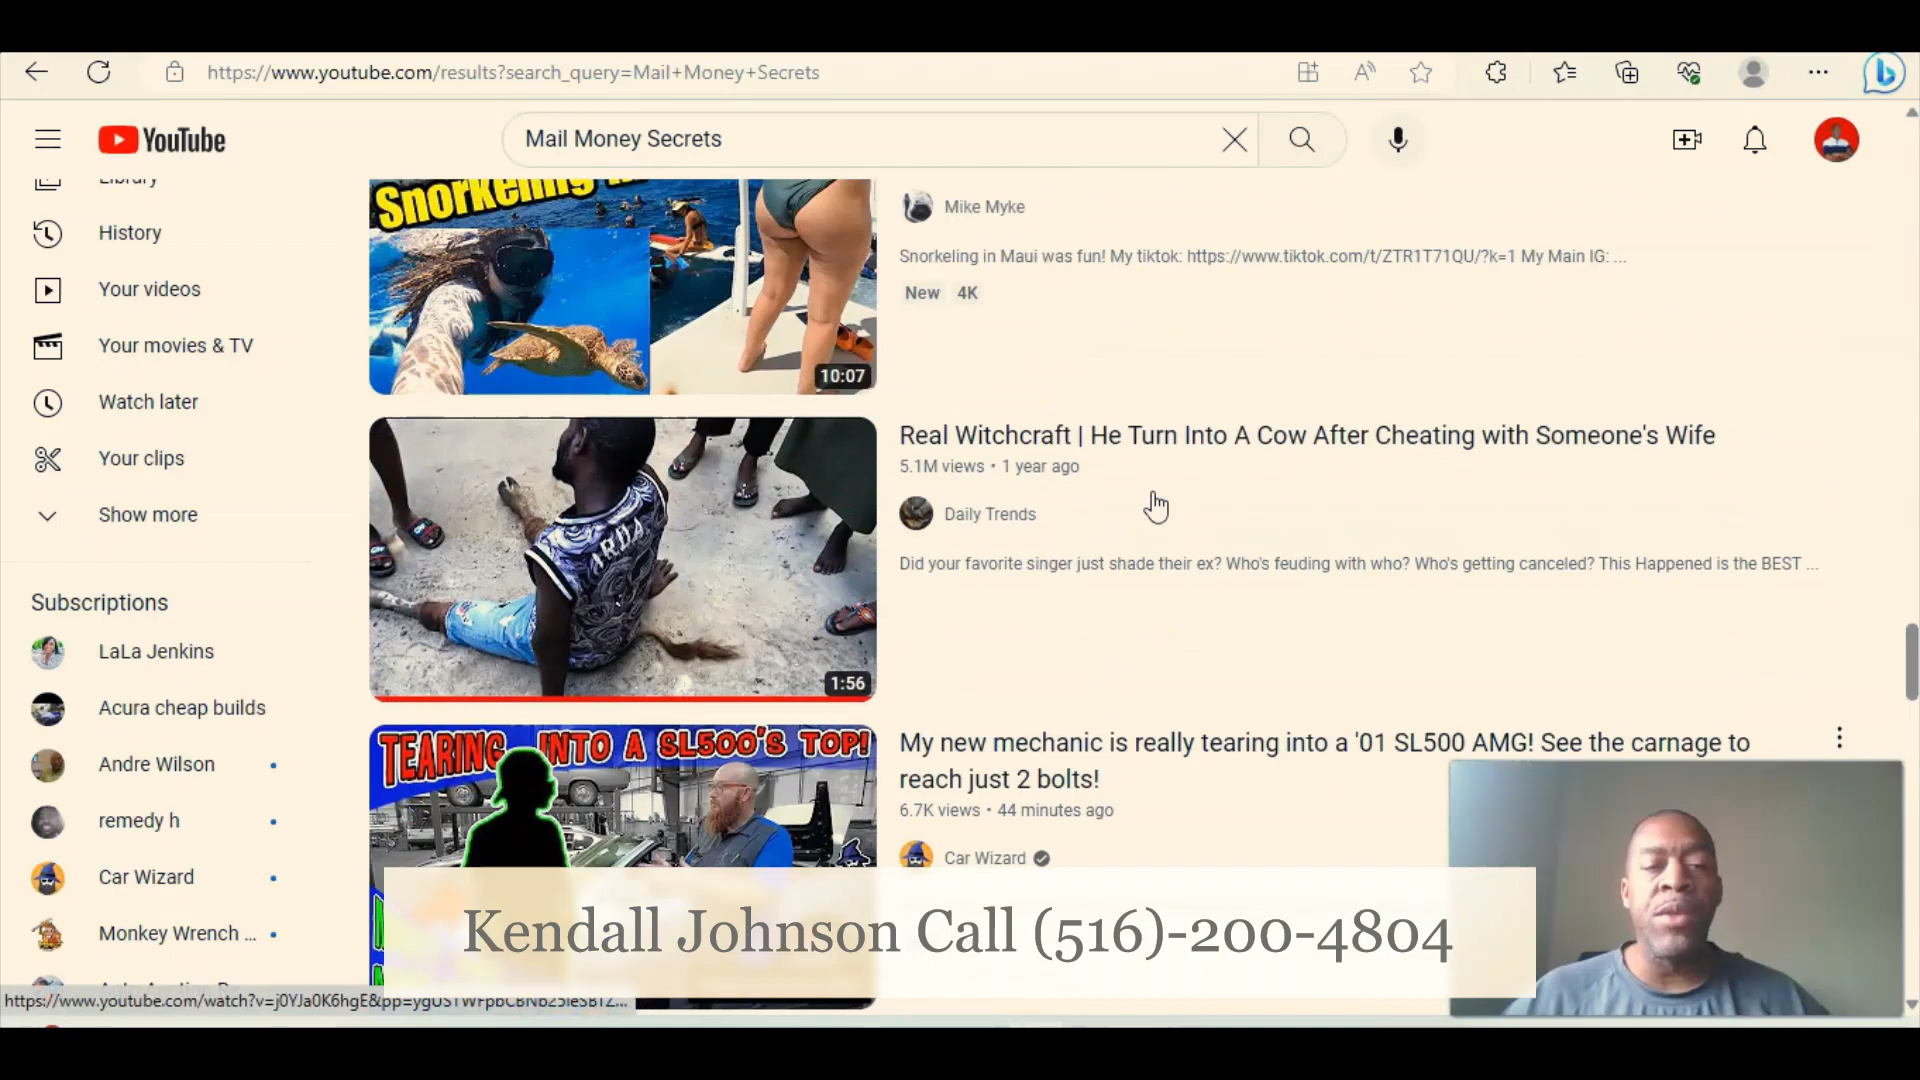 https://www.youtube.com/results?search_query=Mail+Money+Secrets
YouTube
Mail Money Secrets
Library
History
Your videos
Your movies & TV
Watch later
Your clips
Show more
Subscriptions
LaLa Jenkins
Acura cheap builds
Andre Wilson
remedy h
Car Wizard
Monkey Wrench ...
Snorkeling
10:07
Mike Myke
Snorkeling in Maui was fun! My tiktok: https://www.tiktok.com/t/ZTR1T71QU/?k=1 My Main IG: ...
New 4K
1:56
Real Witchcraft | He Turn Into A Cow After Cheating with Someone's Wife
5.1M views • 1 year ago
Daily Trends
Did your favorite singer just shade their ex? Who's feuding with who? Who's getting canceled? This Happened is the BEST ...
TEARING INTO A SL500'S TOP!
My new mechanic is really tearing into a '01 SL500 AMG! See the carnage to
reach just 2 bolts!
6.7K views • 44 minutes ago
Car Wizard
Kendall Johnson Call (516)-200-4804